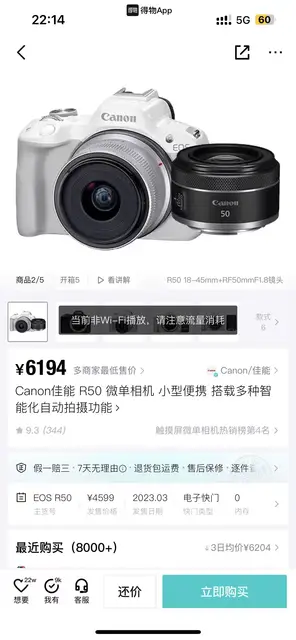 22:14
得物 得物App
5G 60
Canon
EOS
Canon
50
商品2/5 开箱5 看讲解 R50 18-45mm+RF50mmF1.8镜头
当前非Wi-Fi播放，请注意流量消耗
款式
6
¥6194 多商家最低售价 Canon/佳能
Canon佳能 R50 微单相机 小型便携 搭载多种智
能化自动拍摄功能
9.3 (344) 触摸屏微单相机热销榜第4名
假一赔三 · 7天无理由 · 退货包运费 · 售后保修 · 逐件
EOS R50 ¥4599 2023.03 电子快门 0
主货号 发售价格 发售日期 快门类型 内存
最近购买（8000+） 3日均价¥6204
22w 9k
想要 我有 客服 还价 立即购买